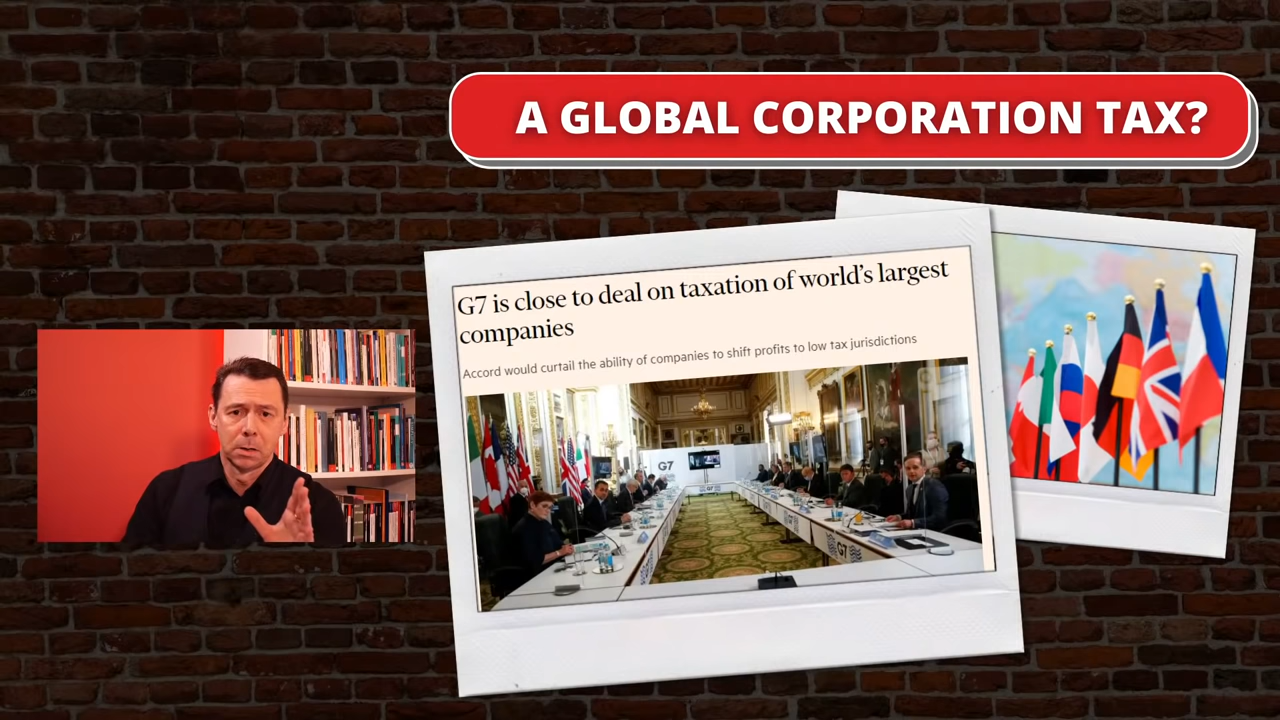 A GLOBAL CORPORATION TAX?
G7 is close to deal on taxation of world's largest
companies
Accord would curtail the ability of companies to shift profits to low tax jurisdictions
G7
G7